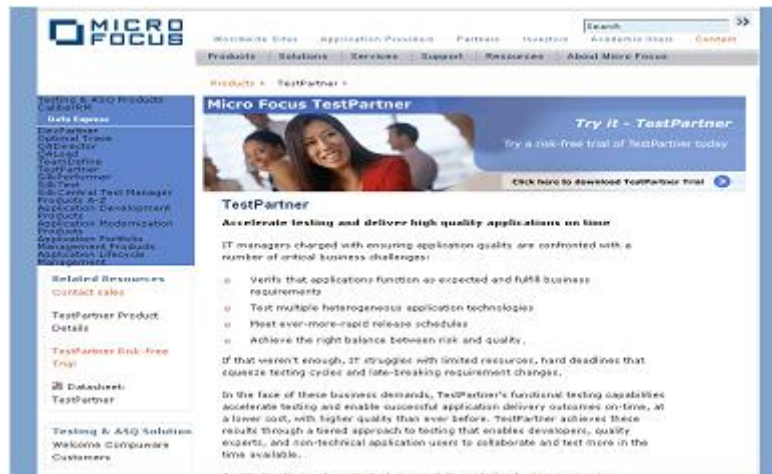 MICRO
FOCUS
Worldwide Sites Application Providers Partners Investors Academic Users Contact
Search
Products Solutions Services Support Resources About Micro Focus
Products TestPartner
Testing & ASQ Products
CaliberRM
Data Express
DevPartner
Optimal Trace
QADirector
QALoad
TeamDefine
TestPartner
SilkPerformer
SilkTest
Silk Central Test Manager
Products A-Z
Application Development
Products
Application Modernization
Products
Application Portfolio
Management Products
Application Lifecycle
Management
Related Resources
Contact sales
TestPartner Product
Details
TestPartner Risk-Free
Trial
Datasheet:
TestPartner
Testing & ASQ Solution
Welcome Compuware
Customers
Micro Focus TestPartner
Try it - TestPartner
Try a risk-free trial of TestPartner today
Click here to download TestPartner Trial
TestPartner
Accelerate testing and deliver high quality applications on time
IT managers charged with ensuring application quality are confronted with a
number of critical business challenges:
Verifs that applications function as expected and fulfill business
requirements
Test multiple heterogeneous application technologies
Meet ever-more-rapid release schedules
Achieve the right balance between risk and quality.
If that weren't enough, IT struggles with limited resources, hard deadlines that
squeeze testing cycles and late-breaking requirement changes.
In the face of these business demands, TestPartner's functional testing capabilities
accelerate testing and enable successful application delivery outcomes on-time, at
a lower cost, with higher quality than ever before. TestPartner achieves these
results through a tiered approach to testing that enables developers, quality
experts, and non-technical application users to collaborate and test more in the
time available.